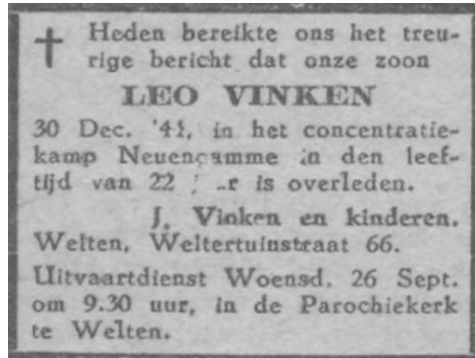 Heden bereikte ons het treu-
rige bericht dat onze zoon
LEO VINKEN
30 Dec. in het concentratie-
kamp Neuengamme in den leef-
tijd van 22 is overleden.
J. Vinken en kinderen.
Welten, Weltertuinstraat 66.
Uitvaartdienst Woensd. 26 Sept.
om 9.30 uur, in de Parochiekerk
te Welten.